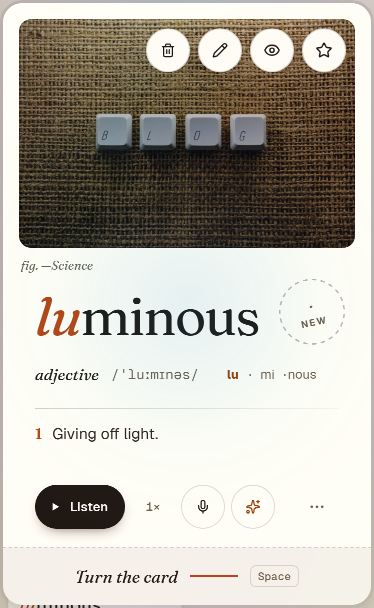 B L O G
fig. —Science
luminous
NEW
adjective /ˈluːmɪnəs/ lu · mi · nous
1 Giving off light.
Listen 1×
Turn the card Space